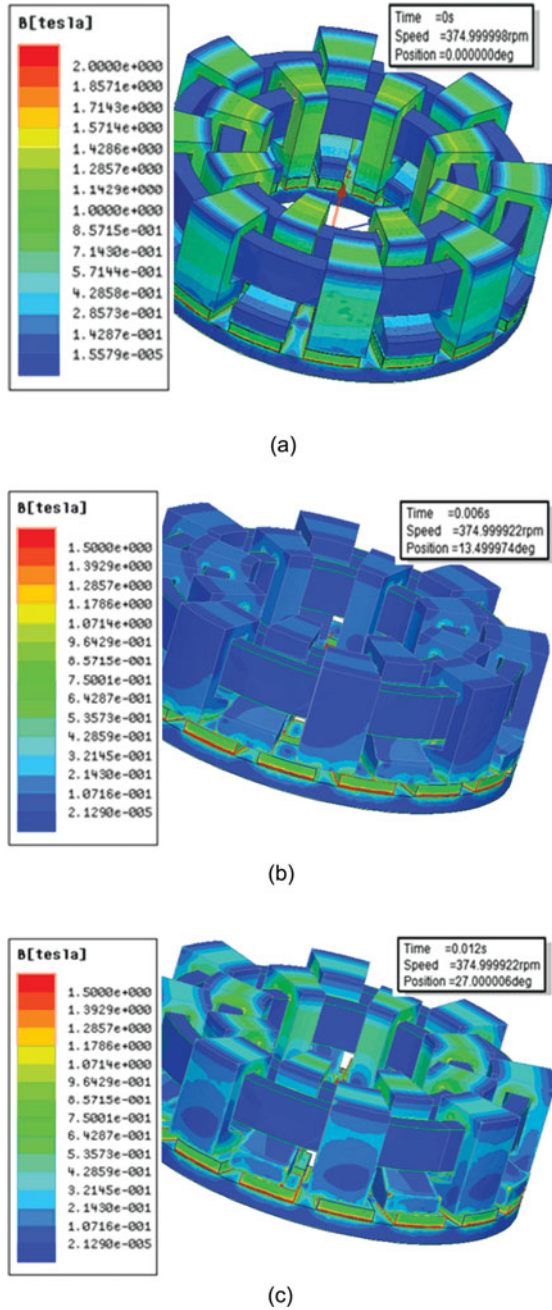 B[tesla]
2.0000e+000
1.8571e+000
1.7143e+000
1.5714e+000
1.4286e+000
1.2857e+000
1.1429e+000
1.0000e+000
8.5715e-001
7.1430e-001
5.7144e-001
4.2858e-001
2.8573e-001
1.4287e-001
1.5579e-005
Time =0s
Speed =374.999998rpm
Position =0.000000deg
(a)
B[tesla]
1.5000e+000
1.3929e+000
1.2857e+000
1.1786e+000
1.0714e+000
9.6429e-001
8.5715e-001
7.5001e-001
6.4287e-001
5.3573e-001
4.2859e-001
3.2145e-001
2.1430e-001
1.0716e-001
2.1290e-005
Time =0.006s
Speed =374.999922rpm
Position =13.499974deg
(b)
B[tesla]
1.5000e+000
1.3929e+000
1.2857e+000
1.1786e+000
1.0714e+000
9.6429e-001
8.5715e-001
7.5001e-001
6.4287e-001
5.3573e-001
4.2859e-001
3.2145e-001
2.1430e-001
1.0716e-001
2.1290e-005
Time =0.012s
Speed =374.999922rpm
Position =27.000006deg
(c)